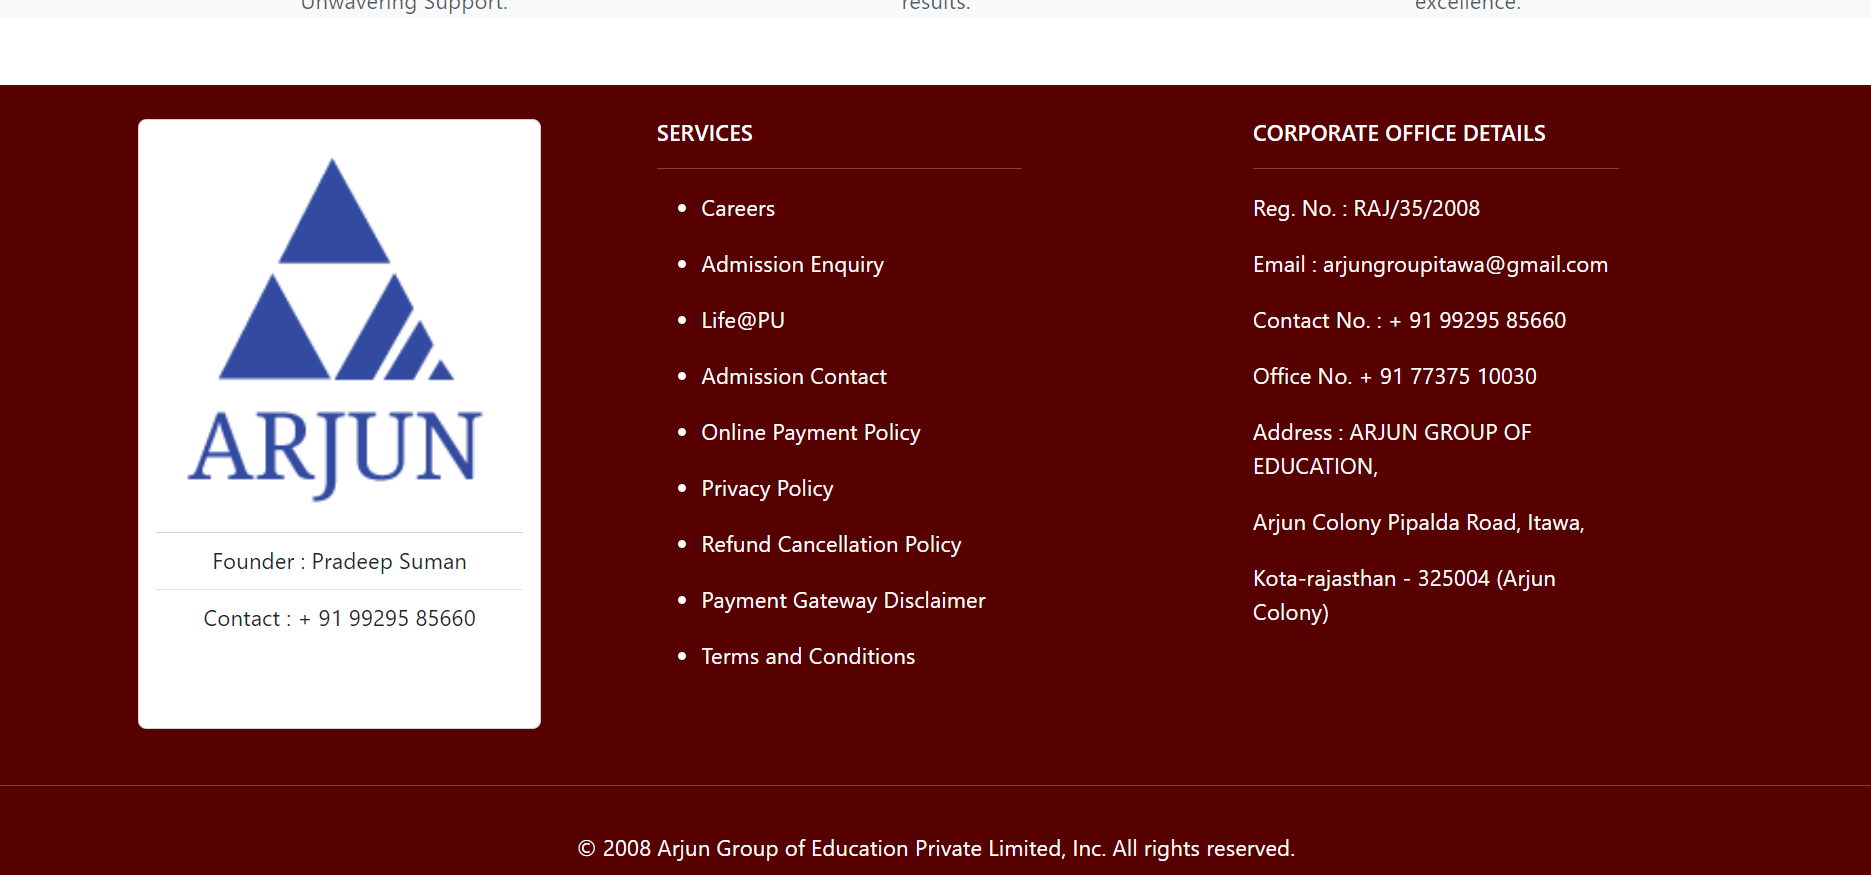 Unwavering Support.
results.
excellence.
ARJUN
Founder : Pradeep Suman
Contact : + 91 99295 85660
SERVICES
Careers
Admission Enquiry
Life@PU
Admission Contact
Online Payment Policy
Privacy Policy
Refund Cancellation Policy
Payment Gateway Disclaimer
Terms and Conditions
CORPORATE OFFICE DETAILS
Reg. No. : RAJ/35/2008
Email : arjungroupitawa@gmail.com
Contact No. : + 91 99295 85660
Office No. + 91 77375 10030
Address : ARJUN GROUP OF
EDUCATION,
Arjun Colony Pipalda Road, Itawa,
Kota-rajasthan - 325004 (Arjun
Colony)
© 2008 Arjun Group of Education Private Limited, Inc. All rights reserved.